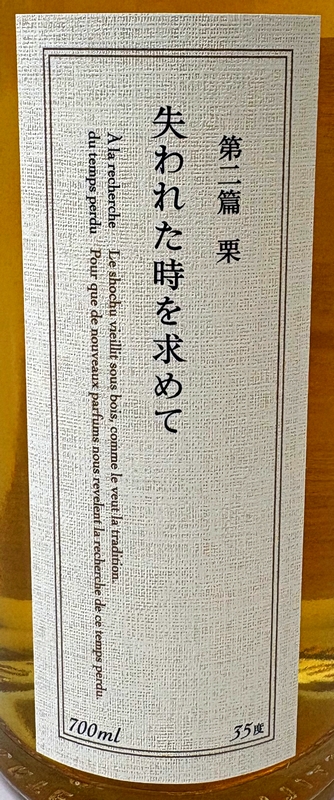 第二篇 栗
失われた時を求めて
À la recherche
du temps perdu
Le shochu vieillit sous bois, comme le veut la tradition.
Pour que de nouveaux parfums nous revelent la recherche de ce temps perdu.
700ml
35度